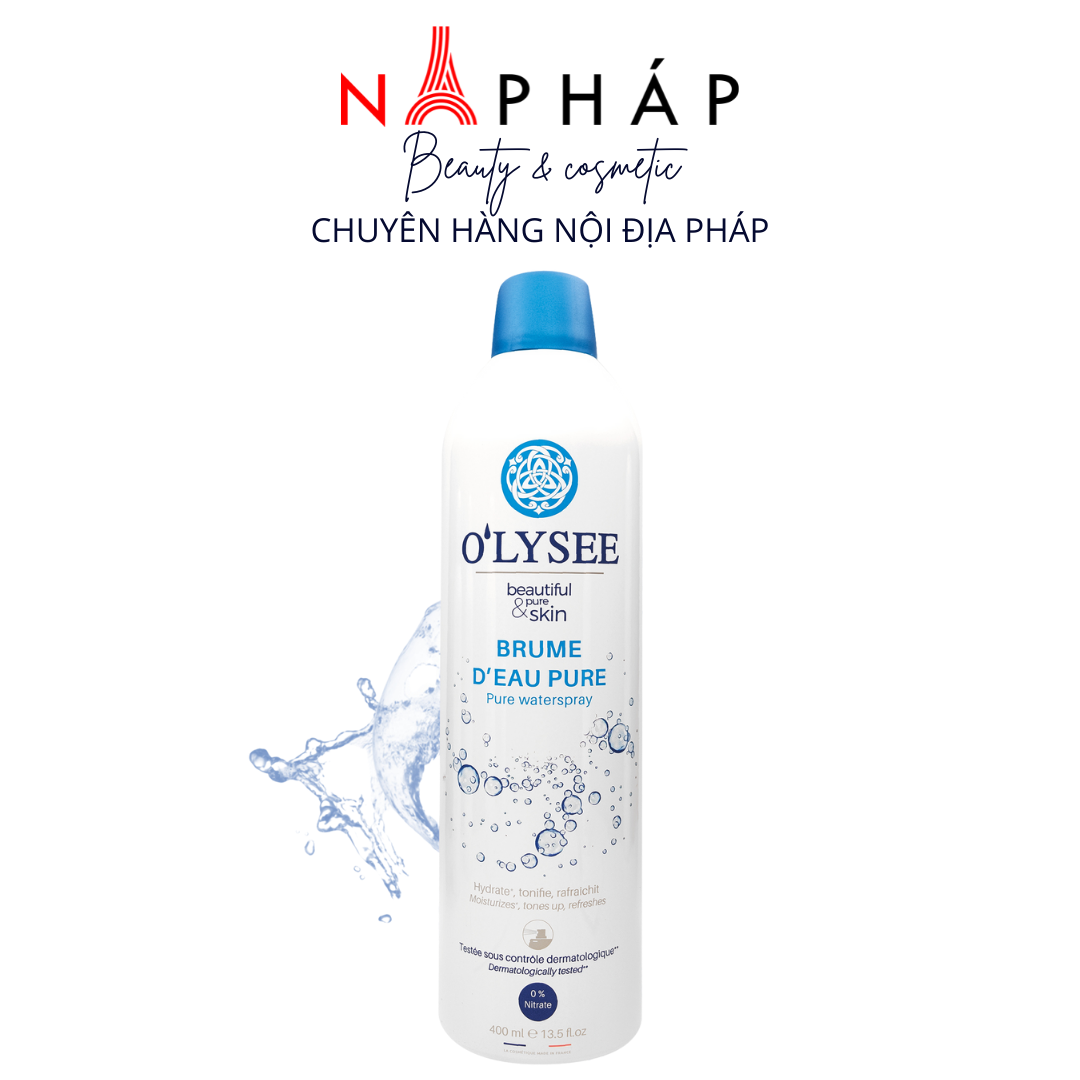 NAPHÁP
Beauty & cosmetic
CHUYÊN HÀNG NỘI ĐỊA PHÁP
O'LYSEE
beautiful
pure
& skin
BRUME
D'EAU PURE
Pure waterspray
Hydrate*, tonifie, rafraîchit
Moisturizes*, tones up, refreshes
Testée sous contrôle dermatologique**
Dermatologically tested**
0 %
Nitrate
400 ml ℮ 13.5 fl.oz